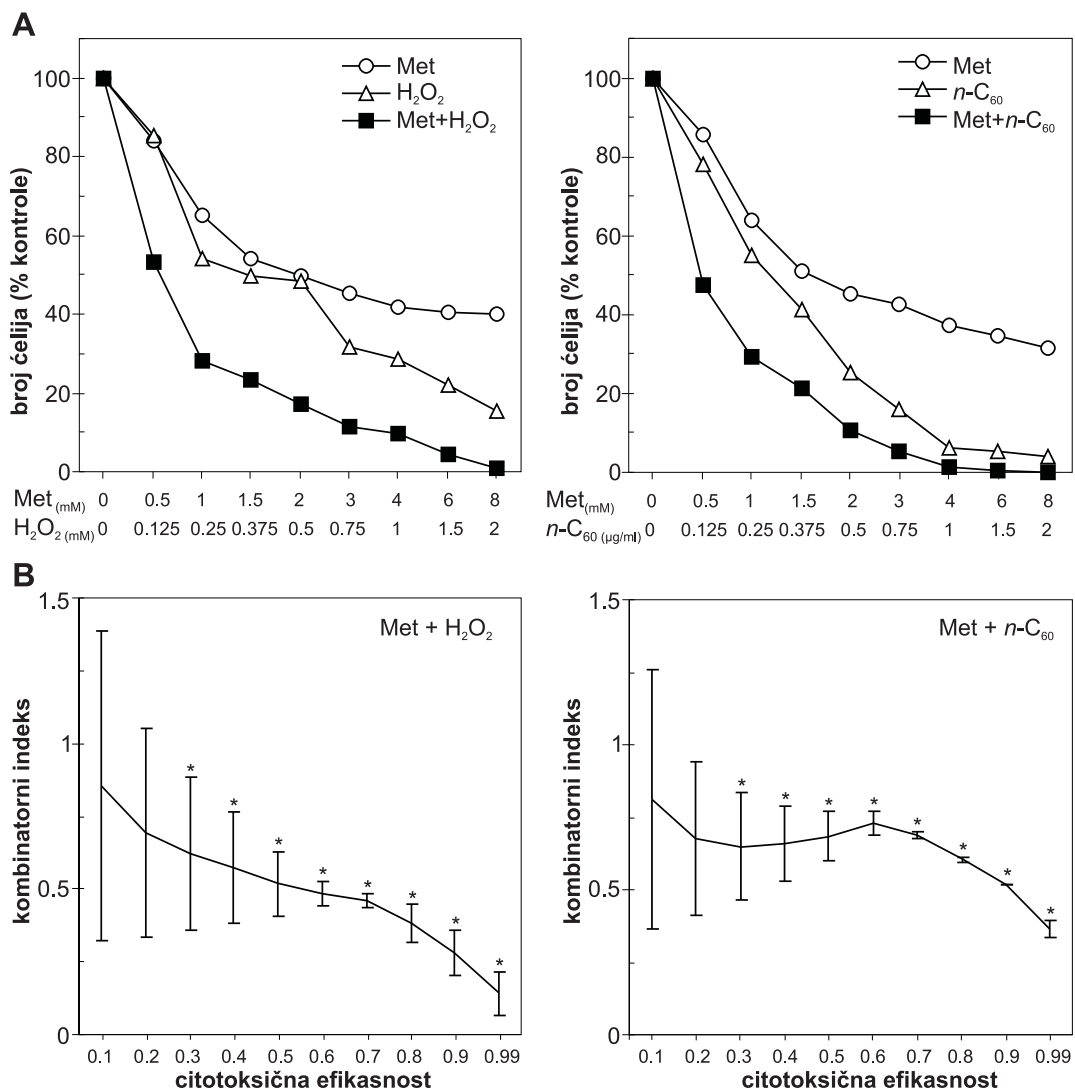 A
Met
H₂O₂
Met+H₂O₂
broj ćelija (% kontrole)
100
80
60
40
20
0
Met (mM) 0 0.5 1 1.5 2 3 4 6 8
H₂O₂ (mM) 0 0.125 0.25 0.375 0.5 0.75 1 1.5 2
Met
n-C₆₀
Met+n-C₆₀
broj ćelija (% kontrole)
100
80
60
40
20
0
Met (mM) 0 0.5 1 1.5 2 3 4 6 8
n-C₆₀ (µg/ml) 0 0.125 0.25 0.375 0.5 0.75 1 1.5 2
B
Met + H₂O₂
kombinatorni indeks
1.5
1
0.5
0
* * * * * * * *
0.1 0.2 0.3 0.4 0.5 0.6 0.7 0.8 0.9 0.99
citotoksična efikasnost
Met + n-C₆₀
kombinatorni indeks
1.5
1
0.5
0
* * * * * * * *
0.1 0.2 0.3 0.4 0.5 0.6 0.7 0.8 0.9 0.99
citotoksična efikasnost